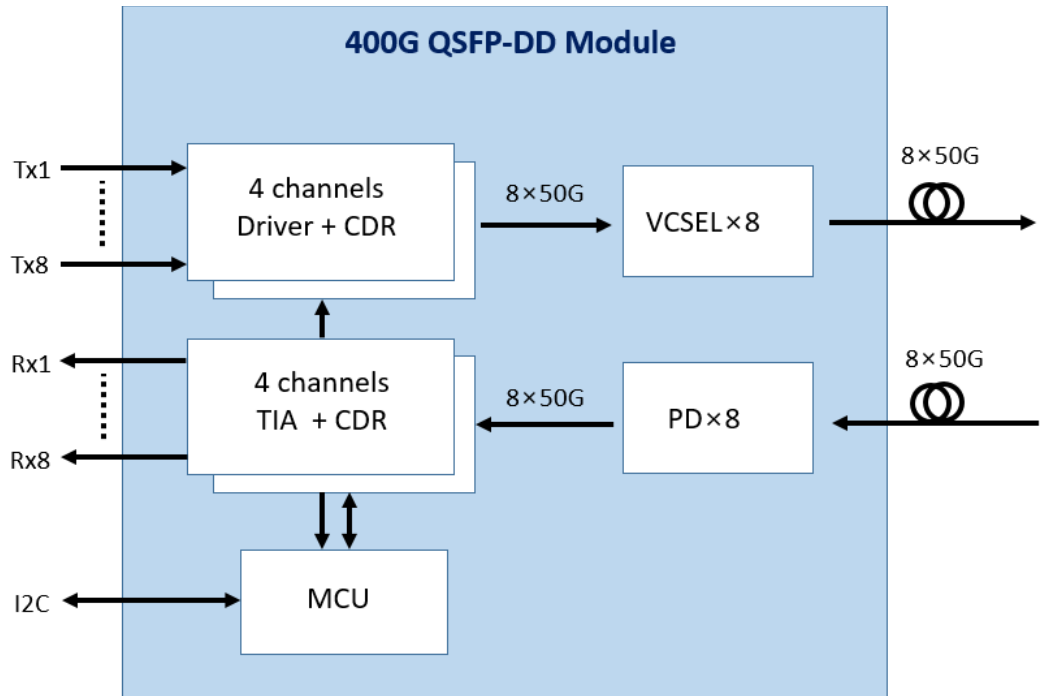 400G QSFP-DD Module
Tx1
Tx8
4 channels
Driver + CDR
8×50G
VCSEL×8
8×50G
Rx1
Rx8
4 channels
TIA + CDR
8×50G
PD×8
8×50G
I2C
MCU